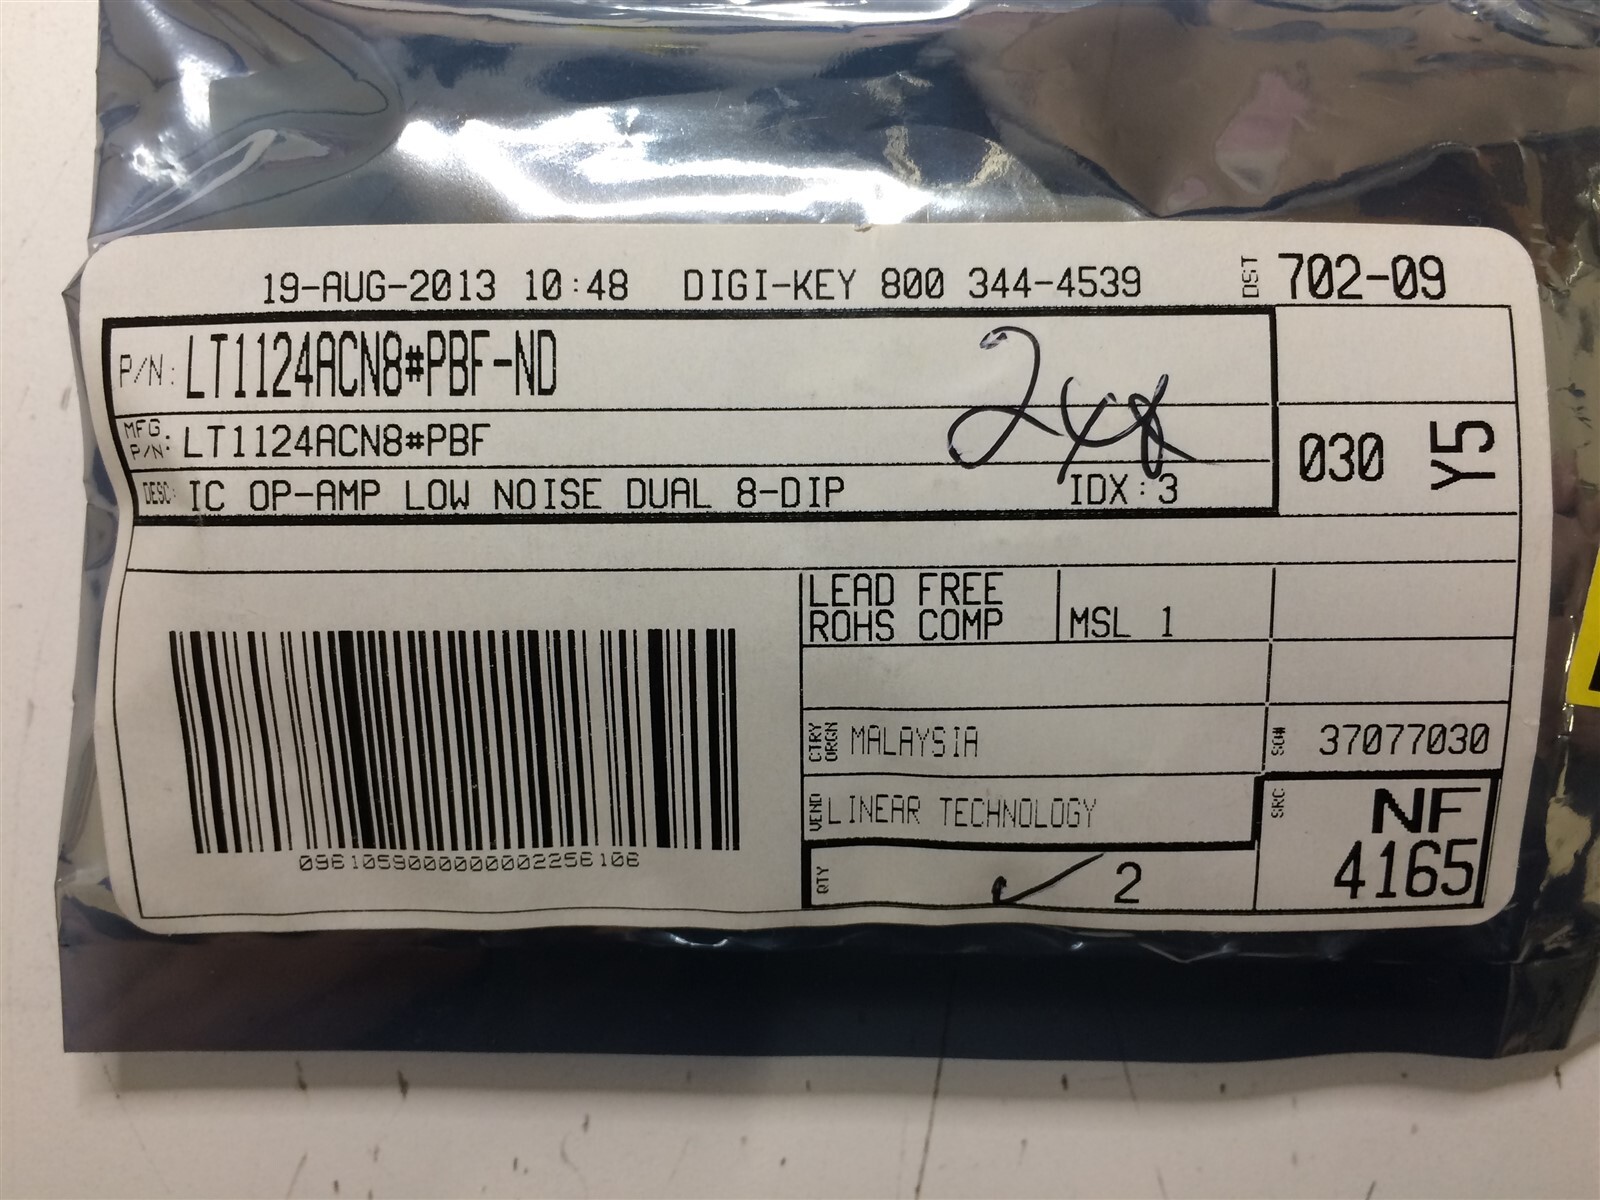 19-AUG-2013 10:48 DIGI-KEY 800 344-4539 DST 702-09
P/N: LT1124ACN8#PBF-ND
MFG P/N: LT1124ACN8#PBF
DESC: IC OP-AMP LOW NOISE DUAL 8-DIP IDX:3
030 Y5
LEAD FREE
ROHS COMP
MSL 1
CTRY ORGN MALAYSIA
SO# 37077030
VEND LINEAR TECHNOLOGY
SRC NF
4165
QTY 2
0961059000000002256106